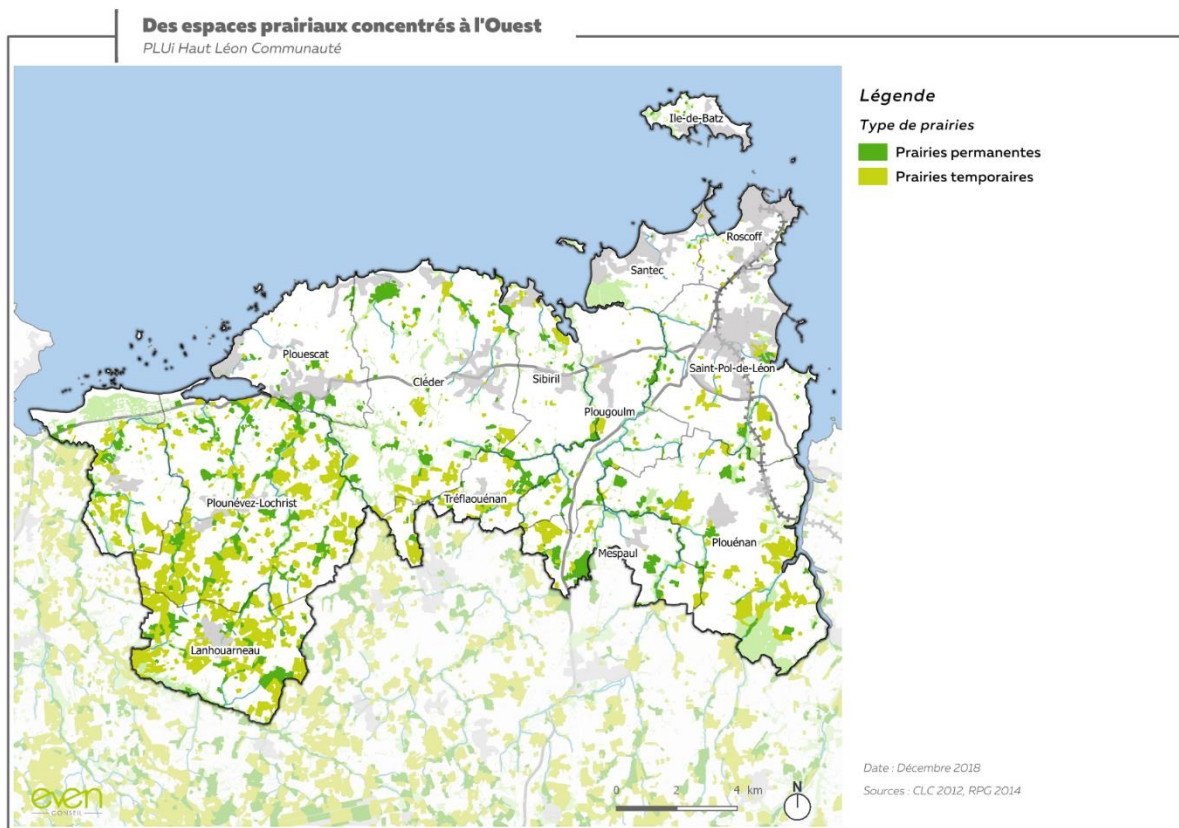 Des espaces prairiaux concentrés à l'Ouest
PLUi Haut Léon Communauté
Légende
Type de prairies
Prairies permanentes
Prairies temporaires
Ile-de-Batz
Roscoff
Santec
Plouescat
Cléder
Sibiril
Saint-Pol-de-Léon
Plougoulm
Plounévez-Lochrist
Tréflaouénan
Mespaul
Plouénan
Lanhouarneau
Date : Décembre 2018
Sources : CLC 2012, RPG 2014
even
CONSEIL
0 2 4 km
N